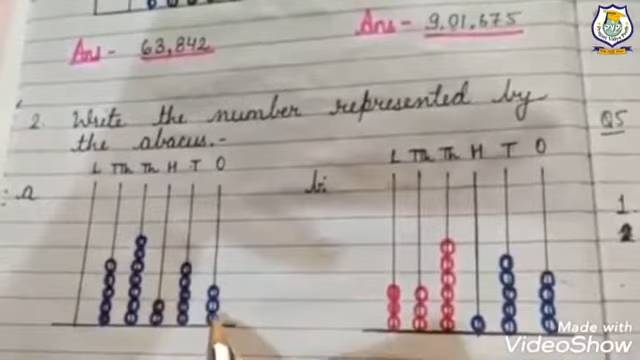 Ans - 63,842
Ans - 9,01,675
2. Write the number represented by
the abacus.-
L TTh Th H T O
L TTh Th H T O
a
b:
Q5
1.
2
PVP
Made with
VideoShow